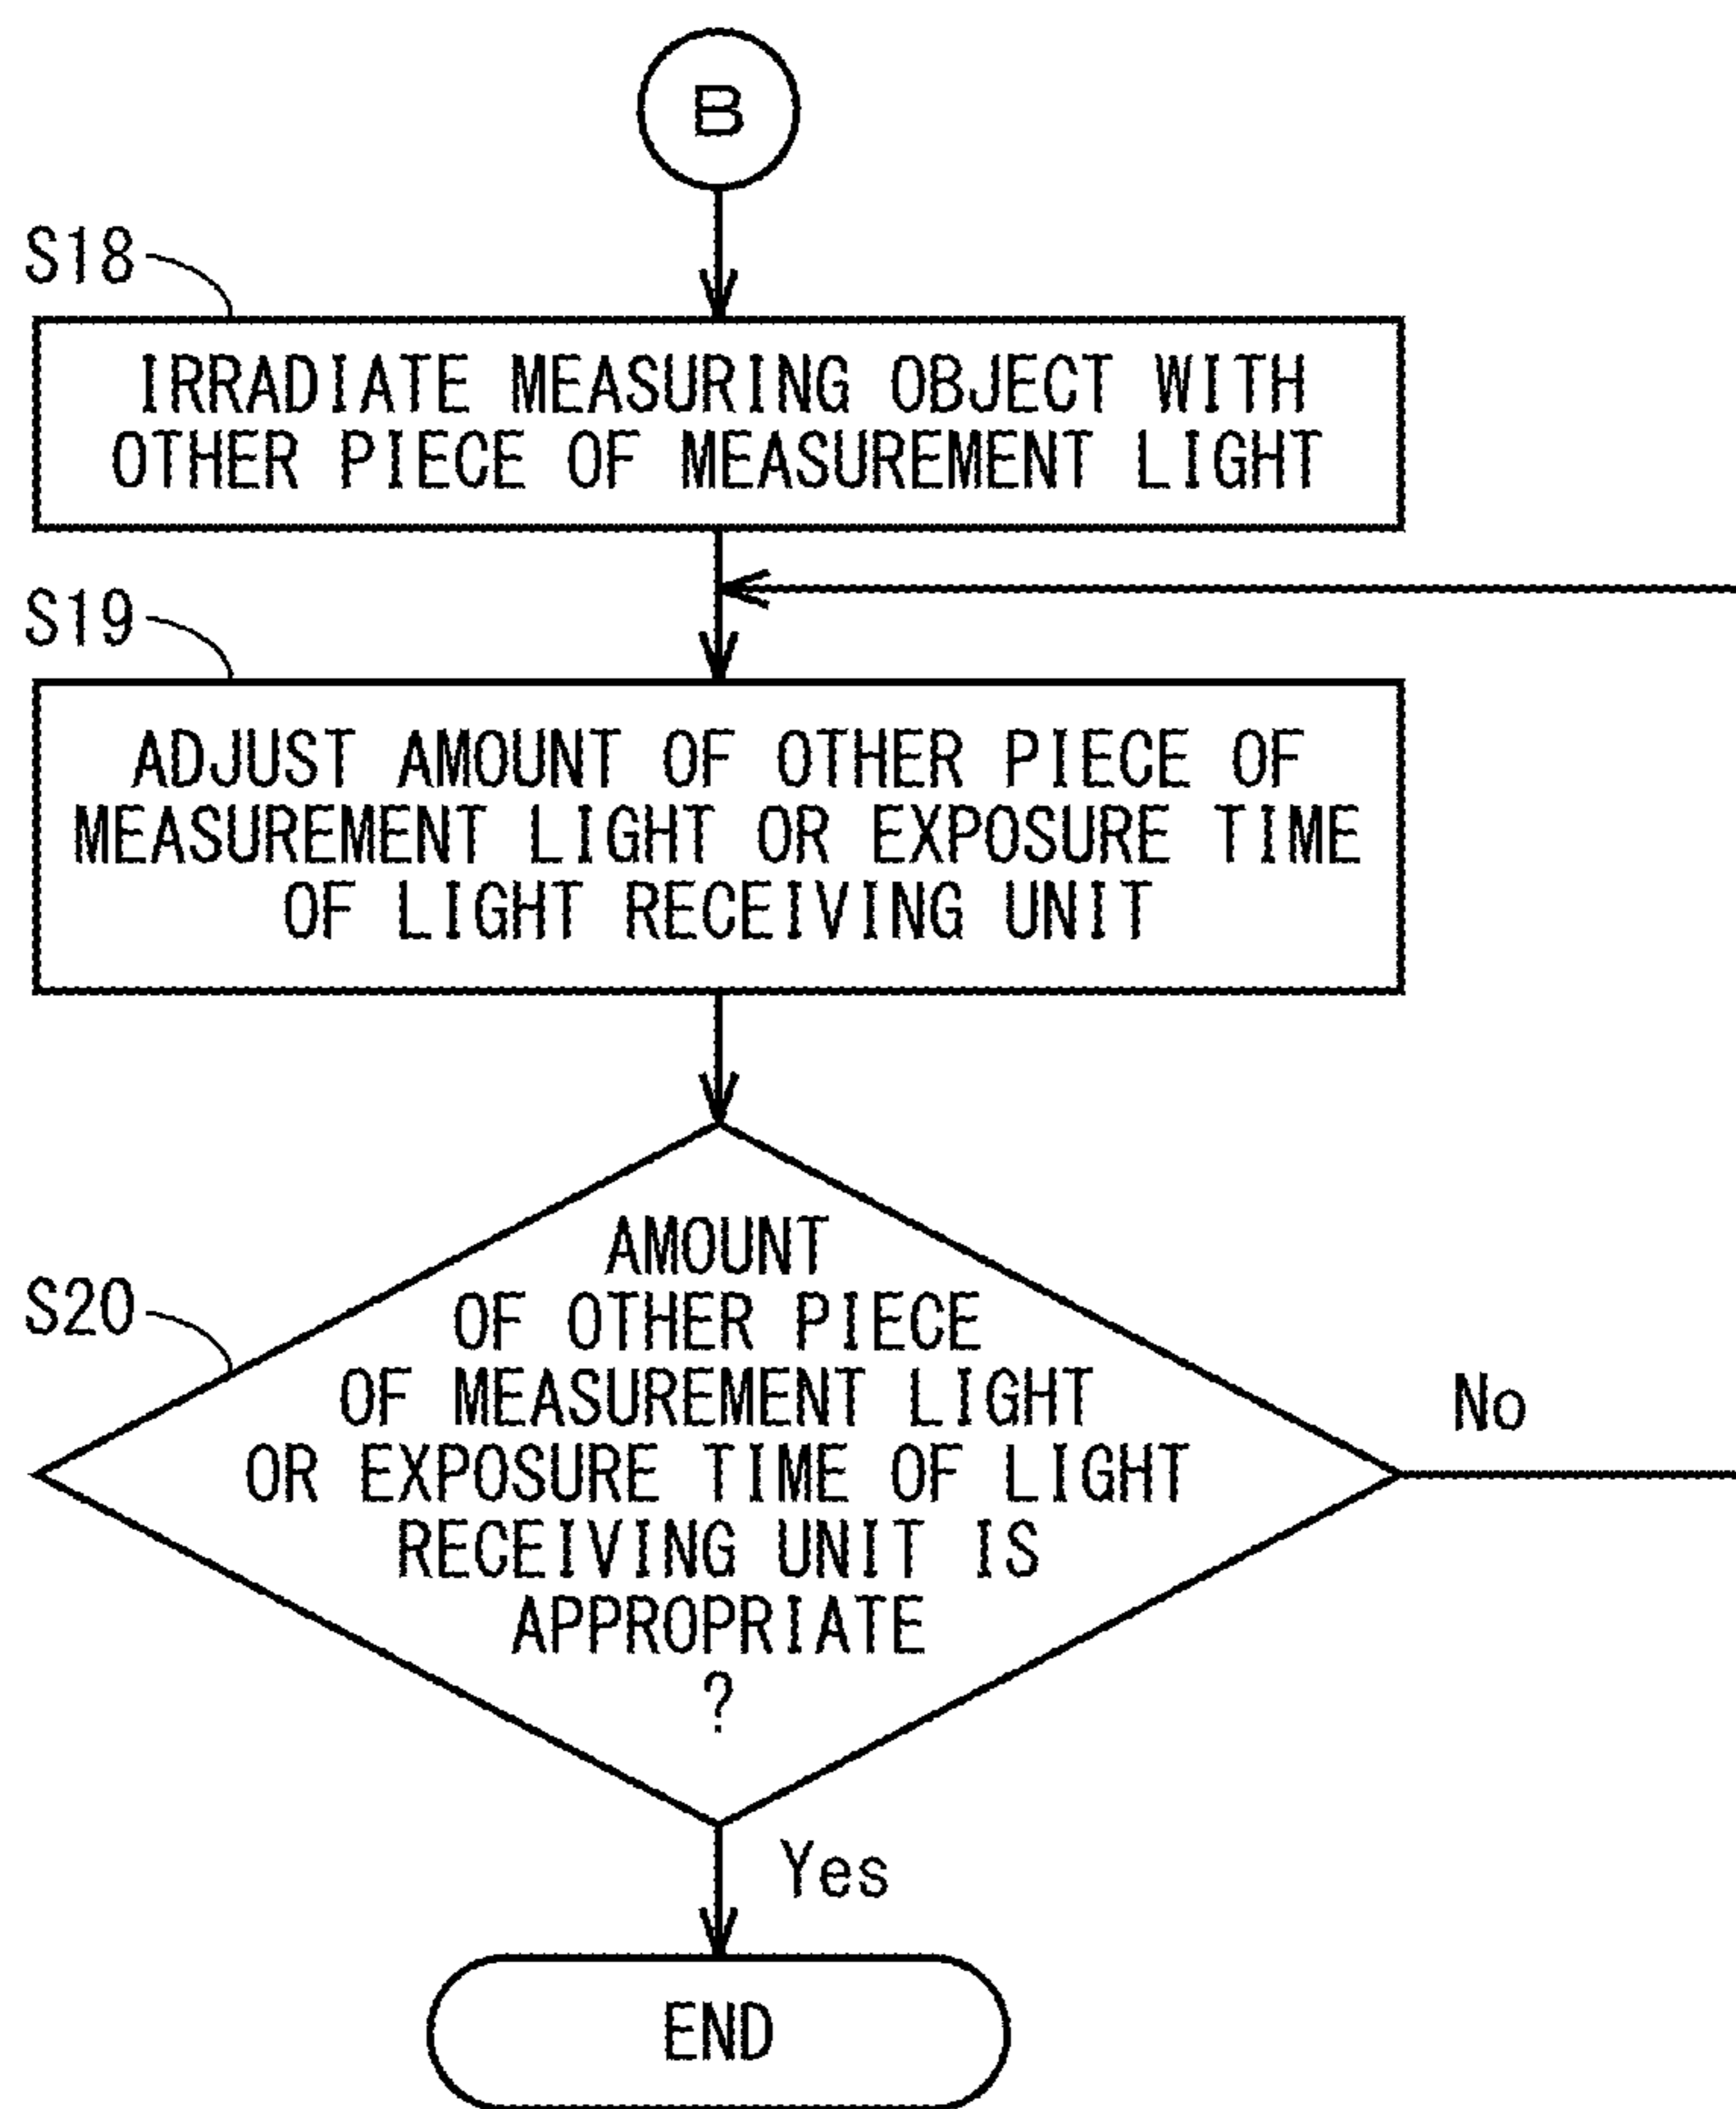 B
S18
IRRADIATE MEASURING OBJECT WITH
OTHER PIECE OF MEASUREMENT LIGHT
S19
ADJUST AMOUNT OF OTHER PIECE OF
MEASUREMENT LIGHT OR EXPOSURE TIME
OF LIGHT RECEIVING UNIT
S20
AMOUNT
OF OTHER PIECE
OF MEASUREMENT LIGHT
OR EXPOSURE TIME OF LIGHT
RECEIVING UNIT IS
APPROPRIATE
?
No
Yes
END